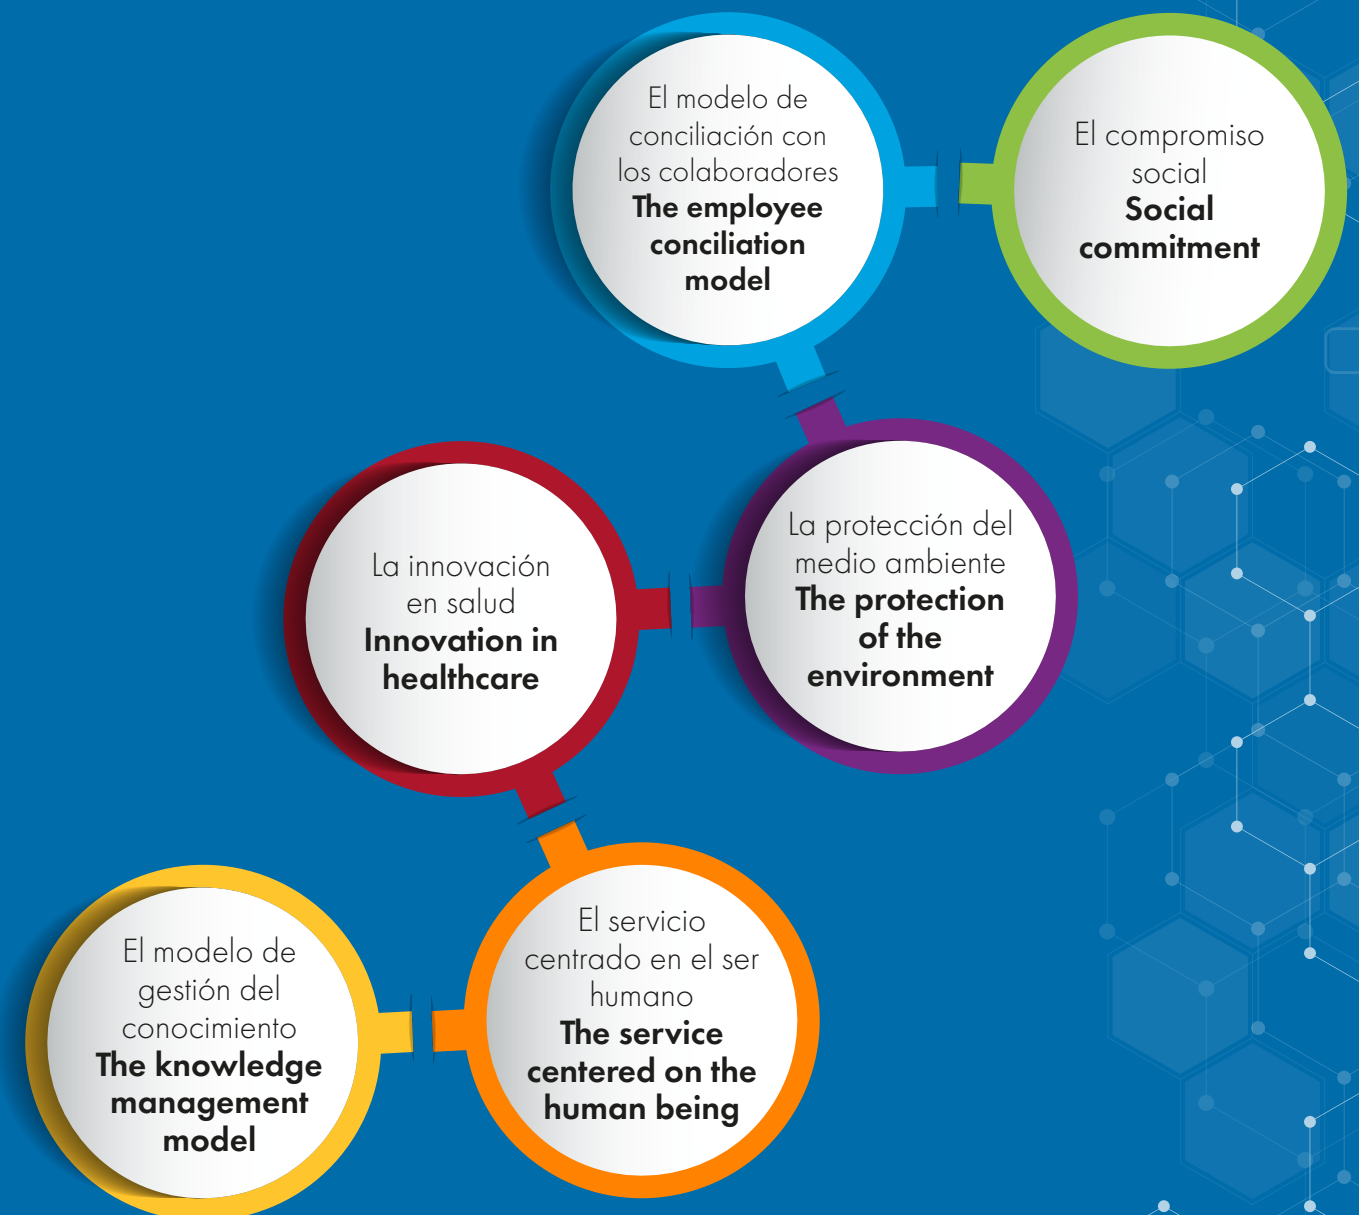 El modelo de
conciliación con
los colaboradores
The employee
conciliation
model
El compromiso
social
Social
commitment
La innovación
en salud
Innovation in
healthcare
La protección del
medio ambiente
The protection
of the
environment
El modelo de
gestión del
conocimiento
The knowledge
management
model
El servicio
centrado en el ser
humano
The service
centered on the
human being